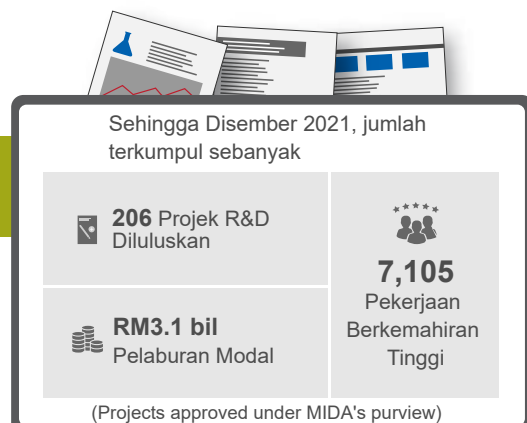 Sehingga Disember 2021, jumlah
terkumpul sebanyak
206 Projek R&D
Diluluskan
RM3.1 bil
Pelaburan Modal
7,105
Pekerjaan
Berkemahiran
Tinggi
(Projects approved under MIDA's purview)